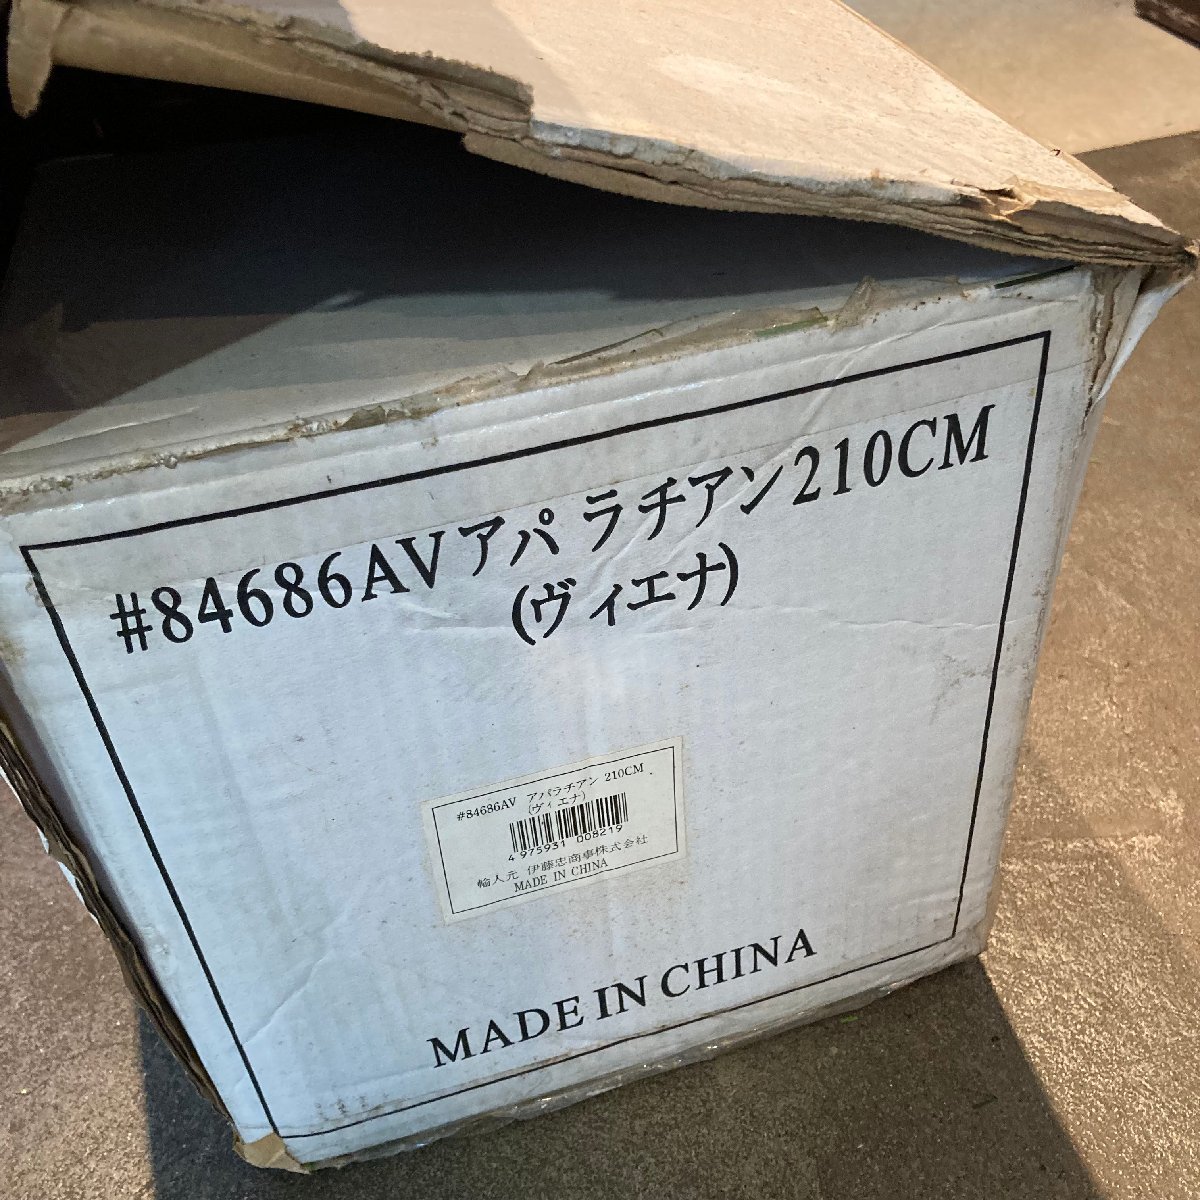 #84686AVアパラチアン210CM
(ヴィエナ)
#84686AV アパラチアン 210CM
(ヴィエナ)
4 975931 008219
輸入元 伊藤忠商事株式会社
MADE IN CHINA
MADE IN CHINA